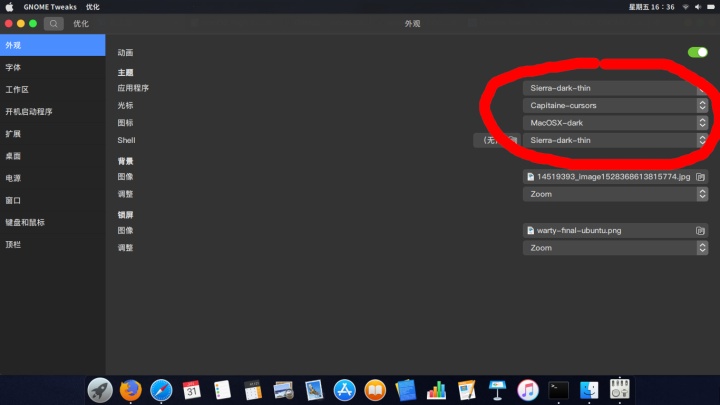 GNOME Tweaks 优化 星期五 16：36
优化 外观
外观
字体
工作区
开机启动程序
扩展
桌面
电源
窗口
键盘和鼠标
顶栏
动画
主题
应用程序 Sierra-dark-thin
光标 Capitaine-cursors
图标 MacOSX-dark
Shell (无) Sierra-dark-thin
背景
图像 14519393_image1528368613815774.jpg
调整 Zoom
锁屏
图像 warty-final-ubuntu.png
调整 Zoom
31